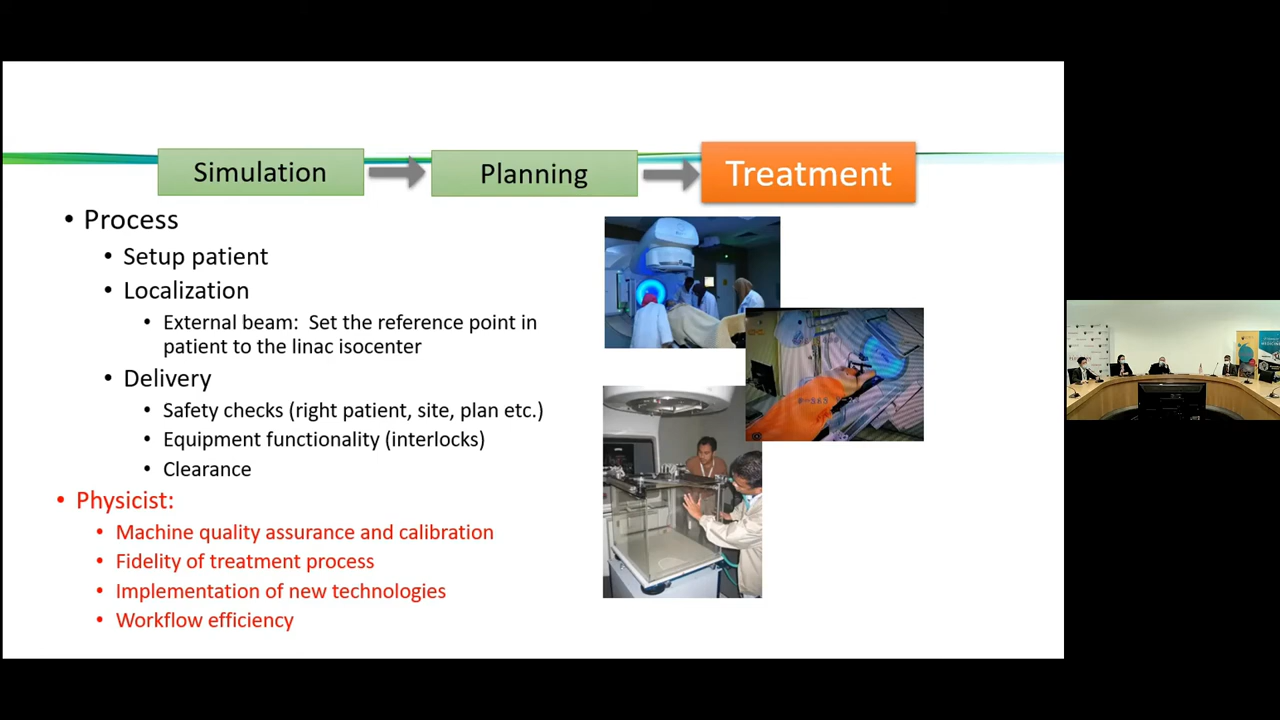 Simulation
Planning
Treatment
• Process
• Setup patient
• Localization
• External beam: Set the reference point in
patient to the linac isocenter
• Delivery
• Safety checks (right patient, site, plan etc.)
• Equipment functionality (interlocks)
• Clearance
• Physicist:
• Machine quality assurance and calibration
• Fidelity of treatment process
• Implementation of new technologies
• Workflow efficiency